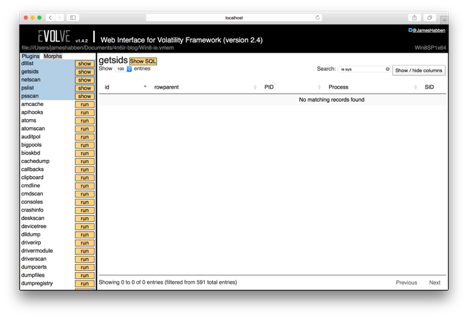 localhost
EVOLVE v1.4.2 Web Interface for Volatility Framework (version 2.4)
@JamesHabben
file:///Users/jameshabben/Documents/4n6ir-blog/Win8-ie.vmem Win8SP1x64
Plugins Morphs
dlllist show
getsids show
netscan show
pslist show
psscan show
amcache run
apihooks run
atoms run
atomscan run
auditpol run
bigpools run
bioskbd run
cachedump run
callbacks run
clipboard run
cmdline run
cmdscan run
consoles run
crashinfo run
deskscan run
devicetree run
dlldump run
driverirp run
drivermodule run
driverscan run
dumpcerts run
dumpfiles run
dumpregistry run
getsids Show SQL
Show 100 entries
Search: ie sys
Show / hide columns
id rowparent PID Process SID
No matching records found
Showing 0 to 0 of 0 entries (filtered from 591 total entries)
Previous Next